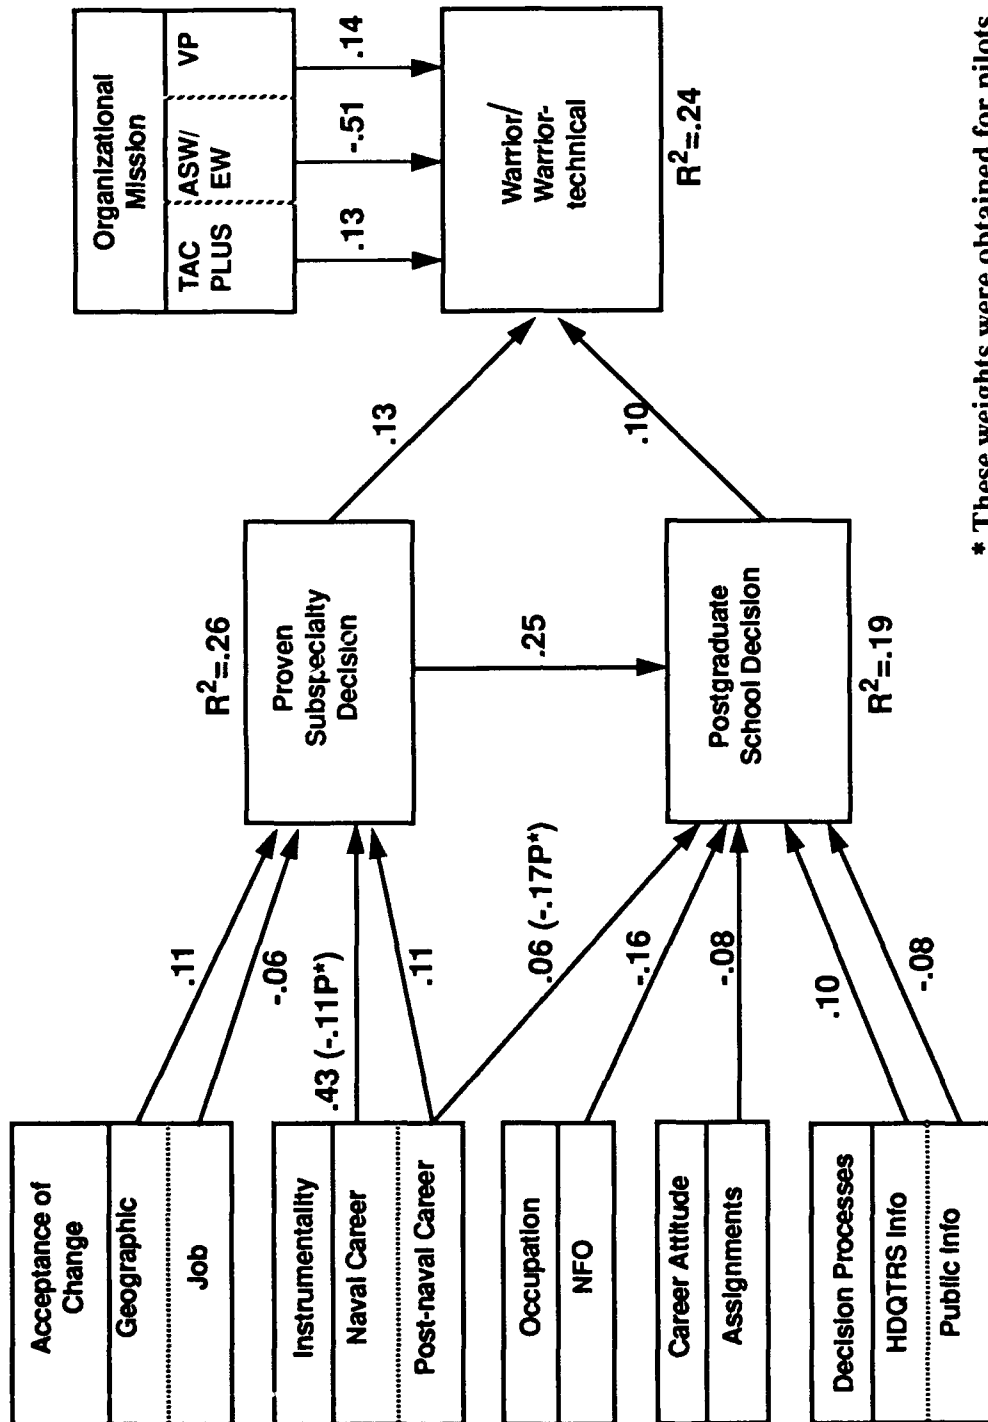 Acceptance of
Change
Geographic
Job
Instrumentality
Naval Career
Post-naval Career
Occupation
NFO
Career Attitude
Assignments
Decision Processes
HDQTRS Info
Public Info
.11
-.06
.43 (-.11P*)
.11
.06 (-.17P*)
-.16
-.08
.10
-.08
R²=.26
Proven
Subspecialty
Decision
.25
Postgraduate
School Decision
R²=.19
.13
.10
Organizational
Mission
TAC
PLUS
ASW/
EW
VP
.13
-.51
.14
Warrior/
Warrior-
technical
R²=.24
* These weights were obtained for pilots